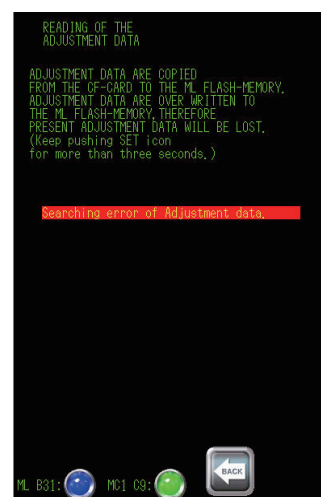 READING OF THE
ADJUSTMENT DATA
ADJUSTMENT DATA ARE COPIED
FROM THE CF-CARD TO THE ML FLASH-MEMORY.
ADJUSTMENT DATA ARE OVER WRITTEN TO
THE ML FLASH-MEMORY,THEREFORE
PRESENT ADJUSTMENT DATA WILL BE LOST.
(Keep pushing SET icon
for more than three seconds.)
Searching error of Adjustment data.
BACK
ML B31: MC1 C9: